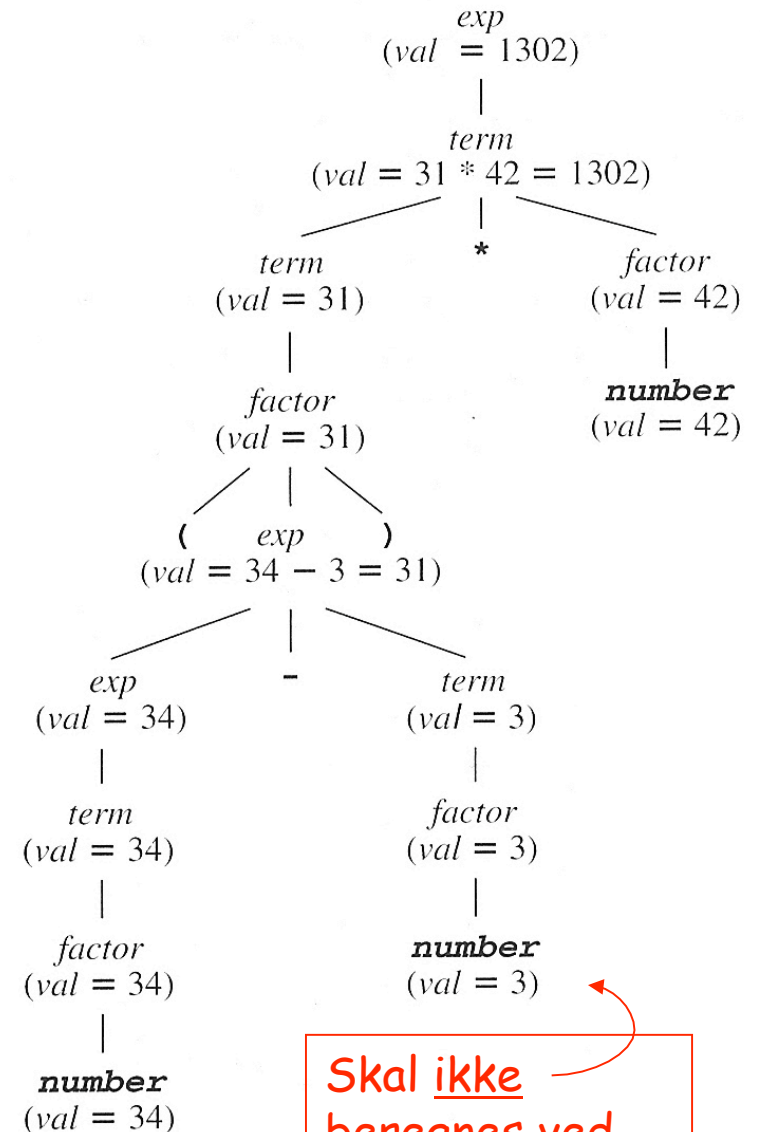 exp
(val = 1302)
term
(val = 31 * 42 = 1302)
*
term factor
(val = 31) (val = 42)
factor number
(val = 31) (val = 42)
( exp )
(val = 34 − 3 = 31)
exp - term
(val = 34) (val = 3)
term factor
(val = 34) (val = 3)
factor number
(val = 34) (val = 3)
Skal ikke
number
beregnes ved
(val = 34)